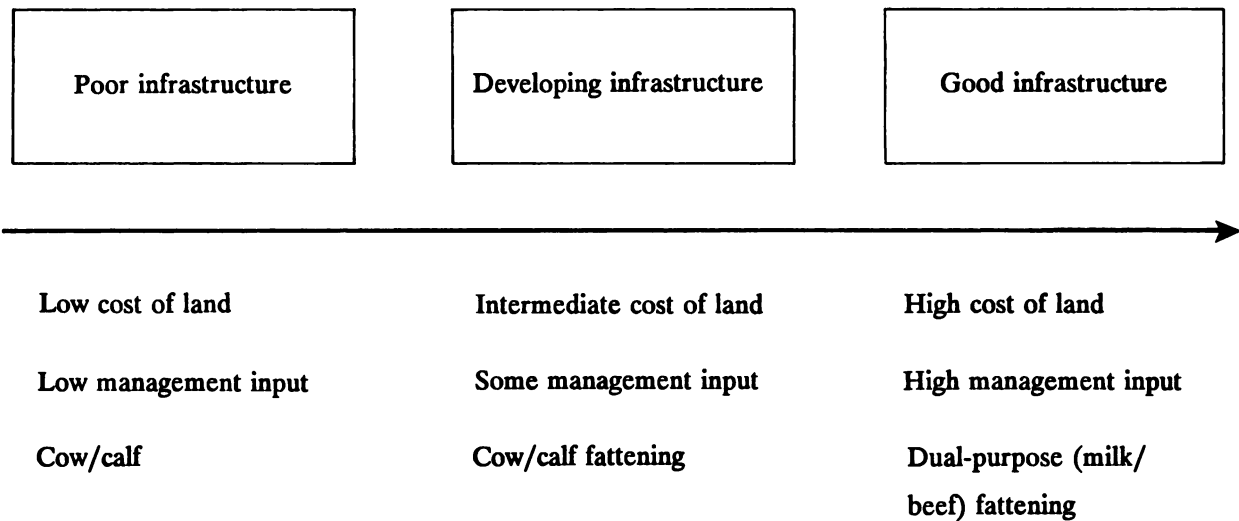 Poor infrastructure
Developing infrastructure
Good infrastructure
Low cost of land
Intermediate cost of land
High cost of land
Low management input
Some management input
High management input
Cow/calf
Cow/calf fattening
Dual-purpose (milk/
beef) fattening